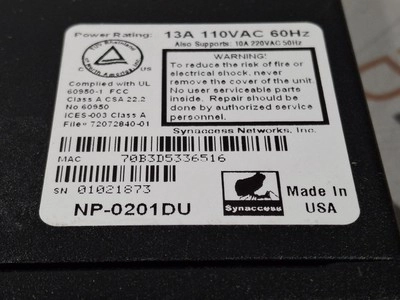 Power Rating: 13A 110VAC 60Hz
Also Supports: 10A 220VAC 50Hz
Complied with UL
60950-1 FCC
Class A CSA 22.2
No 60950
ICES-003 Class A
File# 72072840-01
WARNING:
To reduce the risk of fire or
electrical shock, never
remove the cover of the unit.
No user serviceable parts
inside. Repair should be
done by authorized service
personnel.
Synaccess Networks, Inc.
MAC 70B3D5336516
SN 01021873
NP-0201DU
Synaccess
Made In
USA